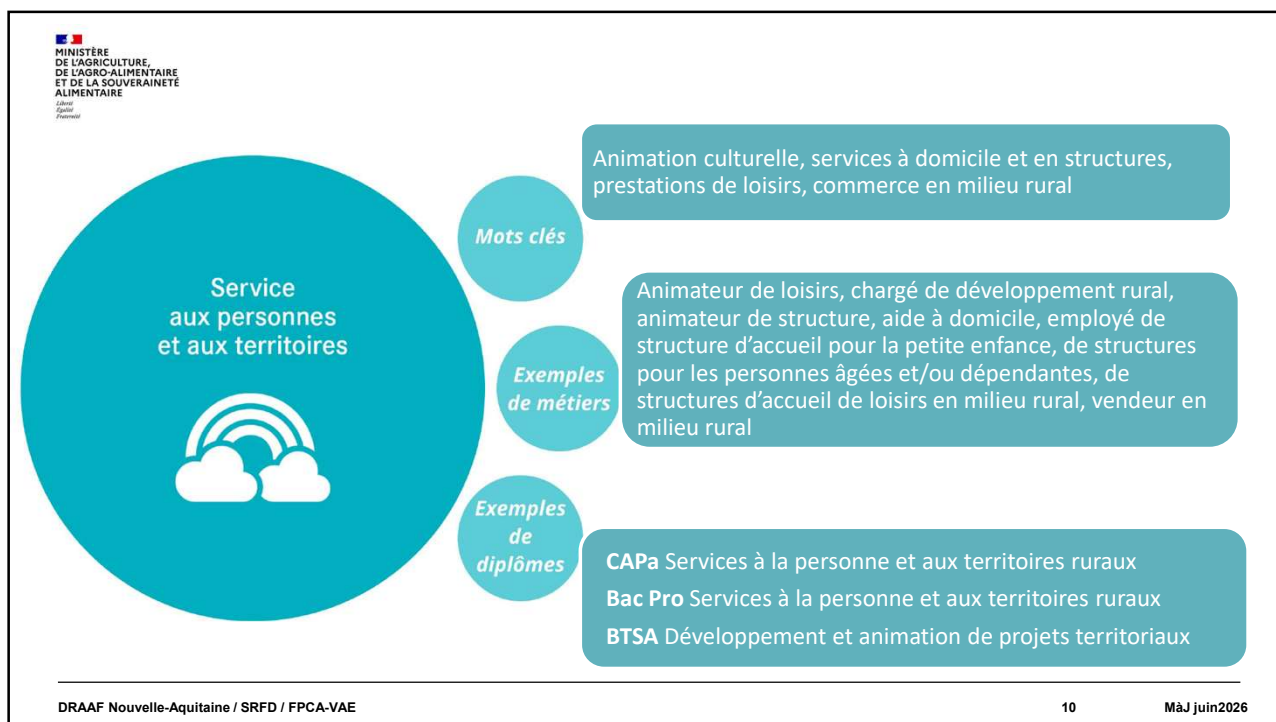 MINISTÈRE
DE L'AGRICULTURE,
DE L'AGRO-ALIMENTAIRE
ET DE LA SOUVERAINETÉ
ALIMENTAIRE
Liberté
Égalité
Fraternité
Service
aux personnes
et aux territoires
Mots clés
Animation culturelle, services à domicile et en structures,
prestations de loisirs, commerce en milieu rural
Exemples
de métiers
Animateur de loisirs, chargé de développement rural,
animateur de structure, aide à domicile, employé de
structure d'accueil pour la petite enfance, de structures
pour les personnes âgées et/ou dépendantes, de
structures d'accueil de loisirs en milieu rural, vendeur en
milieu rural
Exemples
de
diplômes
CAPa Services à la personne et aux territoires ruraux
Bac Pro Services à la personne et aux territoires ruraux
BTSA Développement et animation de projets territoriaux
DRAAF Nouvelle-Aquitaine / SRFD / FPCA-VAE 10 MàJ juin2026